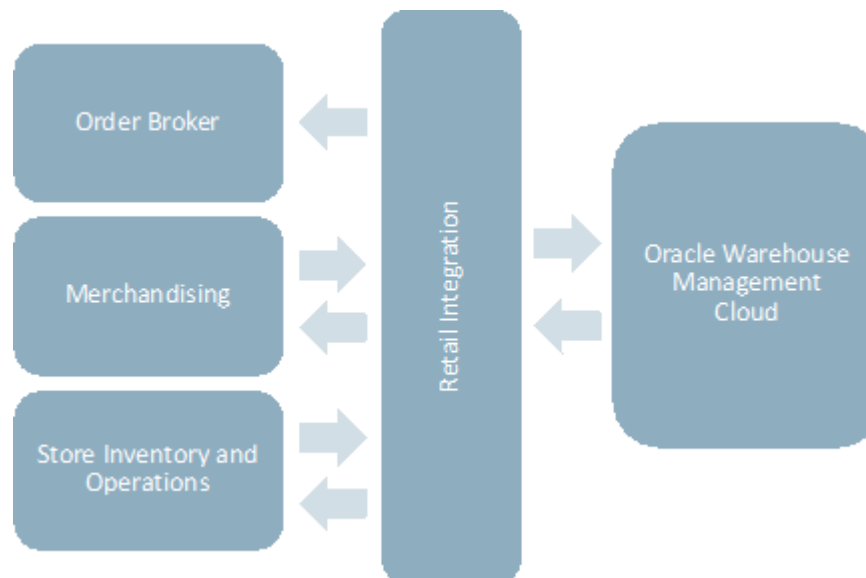 Order Broker
Merchandising
Store Inventory and
Operations
Retail Integration
Oracle Warehouse
Management
Cloud